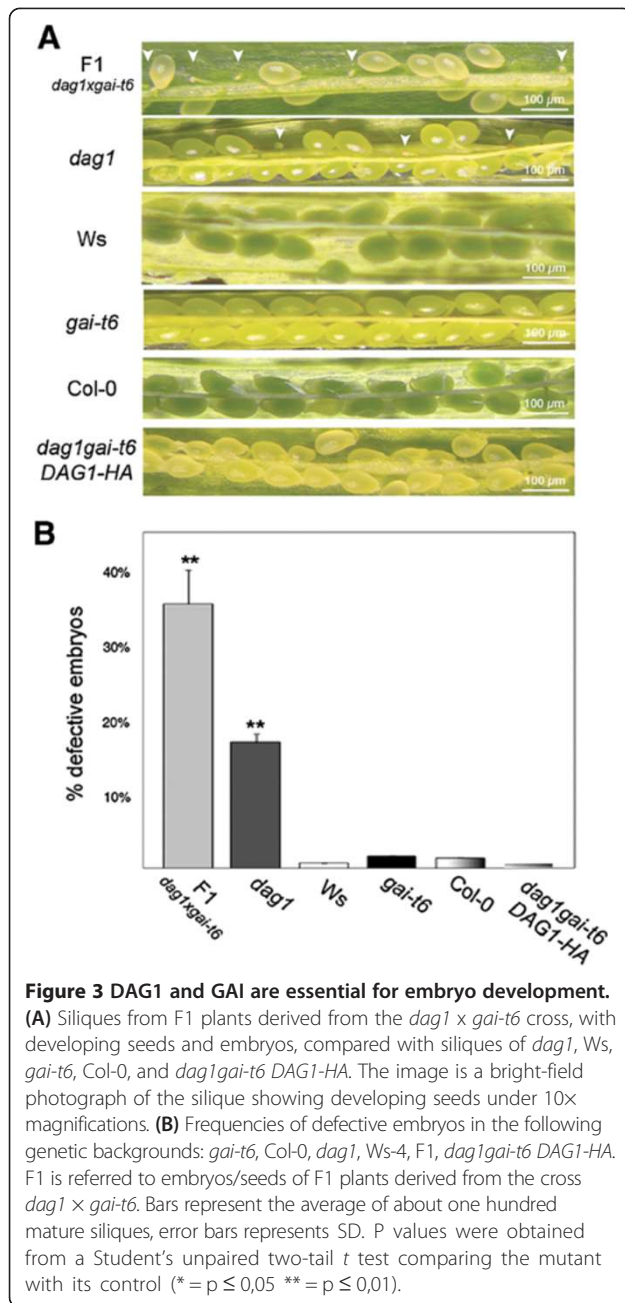 A
F1
dag1xgai-t6
100 µm
dag1
100 µm
Ws
100 µm
gai-t6
100 µm
Col-0
100 µm
dag1gai-t6
DAG1-HA
100 µm
B
% defective embryos
40%
30%
20%
10%
**
**
F1
dag1xgai-t6
dag1
Ws
gai-t6
Col-0
dag1gai-t6
DAG1-HA
Figure 3 DAG1 and GAI are essential for embryo development.
(A) Siliques from F1 plants derived from the dag1 x gai-t6 cross, with
developing seeds and embryos, compared with siliques of dag1, Ws,
gai-t6, Col-0, and dag1gai-t6 DAG1-HA. The image is a bright-field
photograph of the silique showing developing seeds under 10×
magnifications. (B) Frequencies of defective embryos in the following
genetic backgrounds: gai-t6, Col-0, dag1, Ws-4, F1, dag1gai-t6 DAG1-HA.
F1 is referred to embryos/seeds of F1 plants derived from the cross
dag1 × gai-t6. Bars represent the average of about one hundred
mature siliques, error bars represents SD. P values were obtained
from a Student's unpaired two-tail t test comparing the mutant
with its control (* = p ≤ 0,05 ** = p ≤ 0,01).